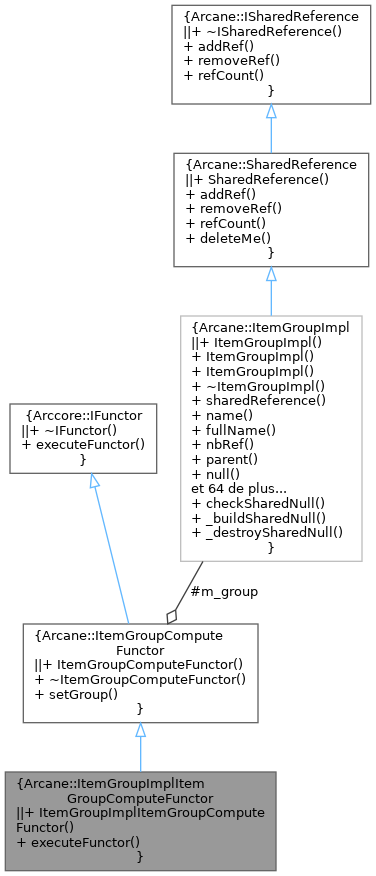 {Arcane::ISharedReference
||+ ~ISharedReference()
+ addRef()
+ removeRef()
+ refCount()
}
{Arcane::SharedReference
||+ SharedReference()
+ addRef()
+ removeRef()
+ refCount()
+ deleteMe()
}
{Arcane::ItemGroupImpl
||+ ItemGroupImpl()
+ ItemGroupImpl()
+ ItemGroupImpl()
+ ~ItemGroupImpl()
+ sharedReference()
+ name()
+ fullName()
+ nbRef()
+ parent()
+ null()
et 64 de plus...
+ checkSharedNull()
+ _buildSharedNull()
+ _destroySharedNull()
}
{Arccore::IFunctor
||+ ~IFunctor()
+ executeFunctor()
}
#m_group
{Arcane::ItemGroupCompute
Functor
||+ ItemGroupComputeFunctor()
+ ~ItemGroupComputeFunctor()
+ setGroup()
}
{Arcane::ItemGroupImplItem
GroupComputeFunctor
||+ ItemGroupImplItemGroupCompute
Functor()
+ executeFunctor()
}